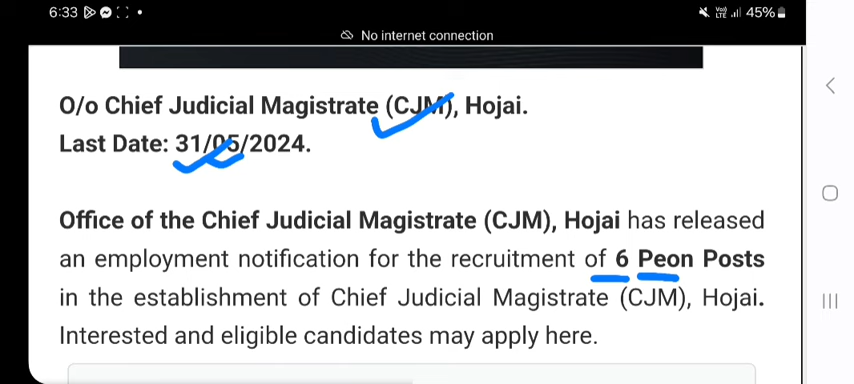 6:33
Vo)) LTE 45%
No internet connection
O/o Chief Judicial Magistrate (CJM), Hojai.
Last Date: 31/05/2024.
Office of the Chief Judicial Magistrate (CJM), Hojai has released
an employment notification for the recruitment of 6 Peon Posts
in the establishment of Chief Judicial Magistrate (CJM), Hojai.
Interested and eligible candidates may apply here.